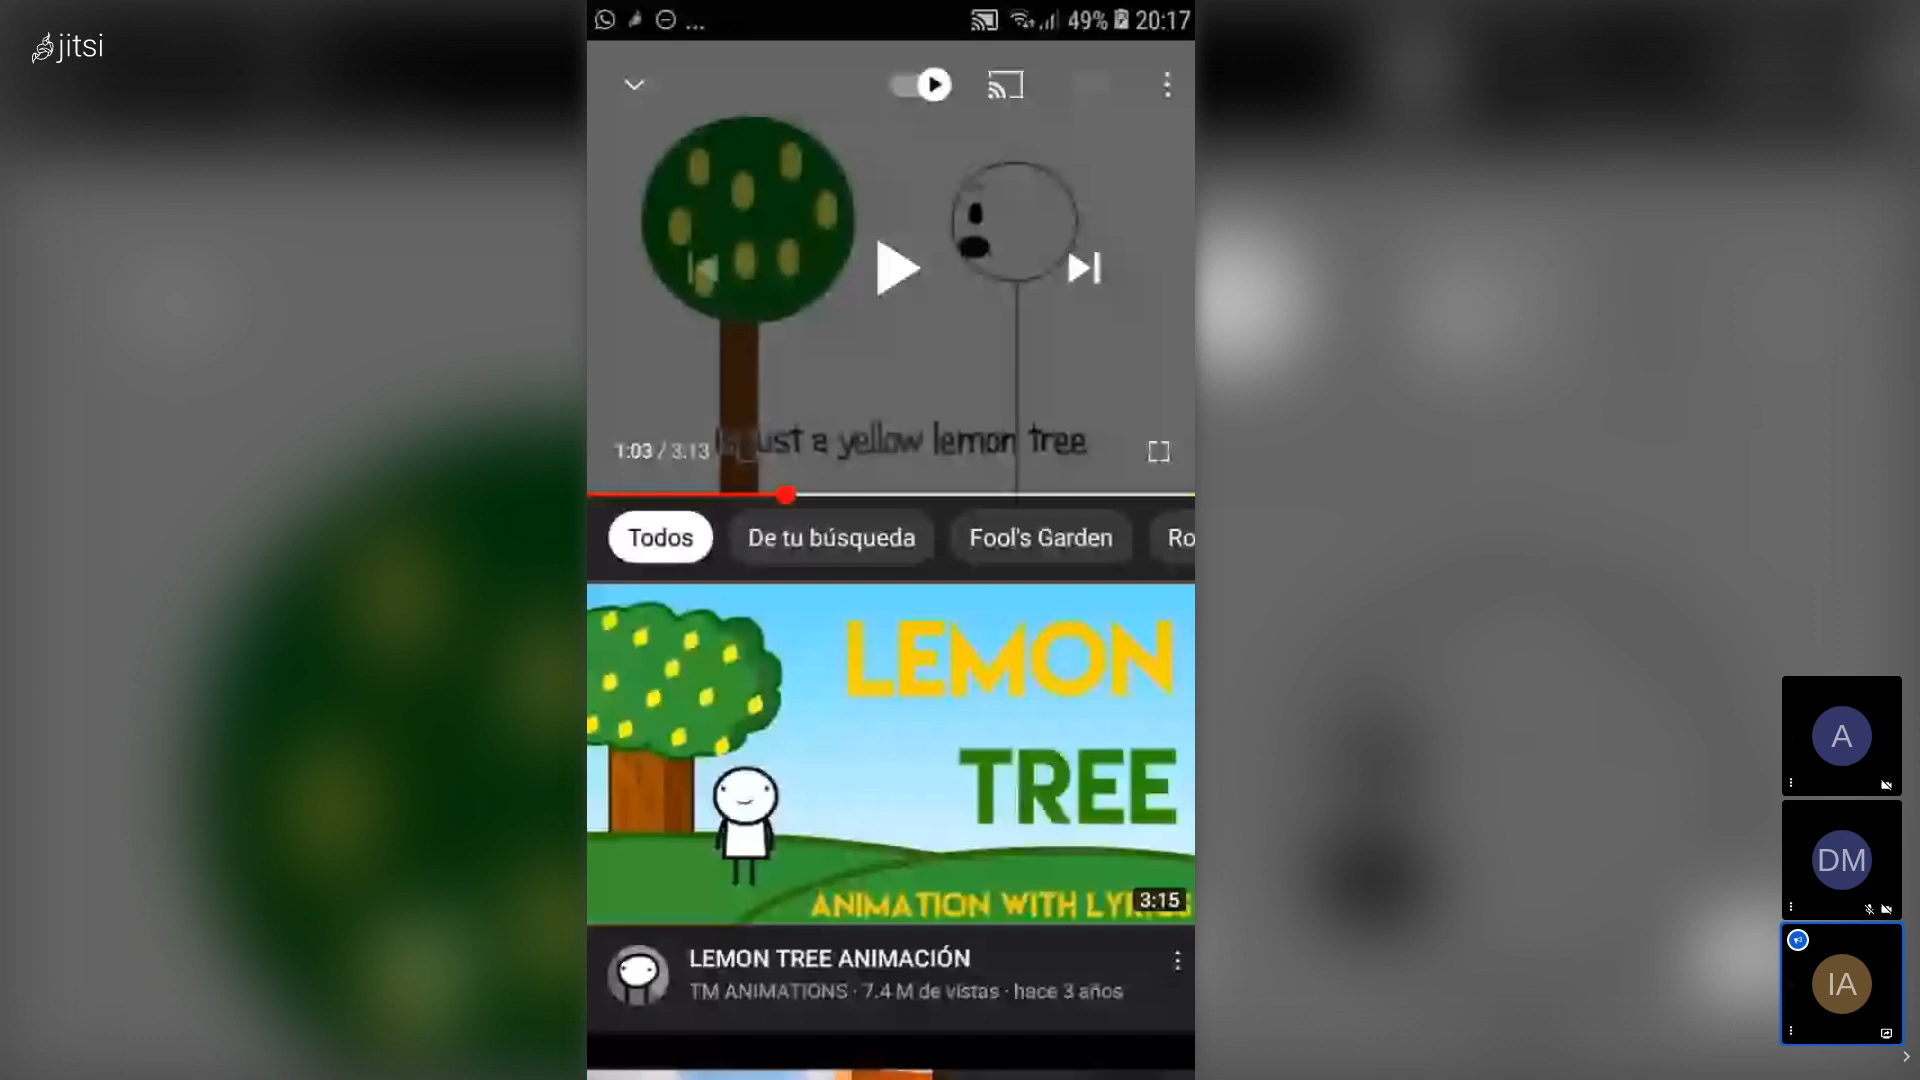 jitsi
... 49% 20:17
just a yellow lemon tree
1:03 / 3:13
Todos De tu búsqueda Fool's Garden Ro
LEMON
TREE
ANIMATION WITH
3:15
LEMON TREE ANIMACIÓN
TM ANIMATIONS · 7.4 M de vistas · hace 3 años
A
DM
IA